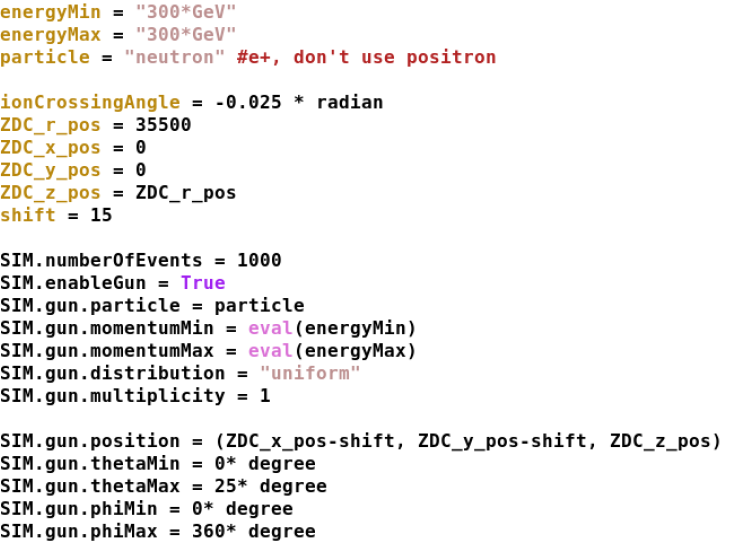 energyMin = "300*GeV"
energyMax = "300*GeV"
particle = "neutron" #e+, don't use positron
ionCrossingAngle = -0.025 * radian
ZDC_r_pos = 35500
ZDC_x_pos = 0
ZDC_y_pos = 0
ZDC_z_pos = ZDC_r_pos
shift = 15
SIM.numberOfEvents = 1000
SIM.enableGun = True
SIM.gun.particle = particle
SIM.gun.momentumMin = eval(energyMin)
SIM.gun.momentumMax = eval(energyMax)
SIM.gun.distribution = "uniform"
SIM.gun.multiplicity = 1
SIM.gun.position = (ZDC_x_pos-shift, ZDC_y_pos-shift, ZDC_z_pos)
SIM.gun.thetaMin = 0* degree
SIM.gun.thetaMax = 25* degree
SIM.gun.phiMin = 0* degree
SIM.gun.phiMax = 360* degree